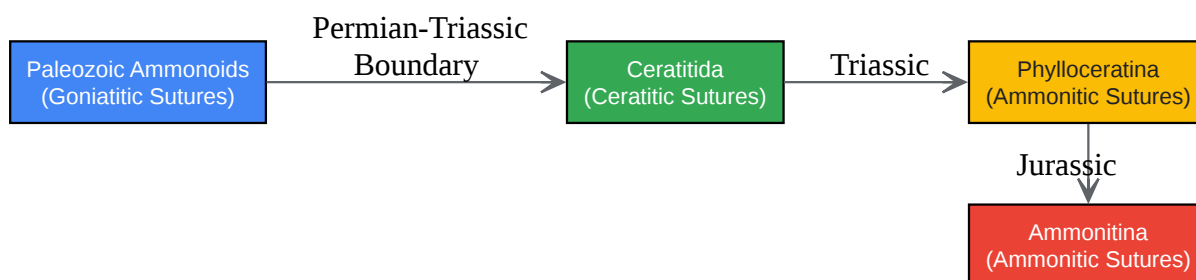 Paleozoic Ammonoids
(Goniatitic Sutures)
Permian-Triassic
Boundary
Ceratitida
(Ceratitic Sutures)
Triassic
Phylloceratina
(Ammonitic Sutures)
Jurassic
Ammonitina
(Ammonitic Sutures)